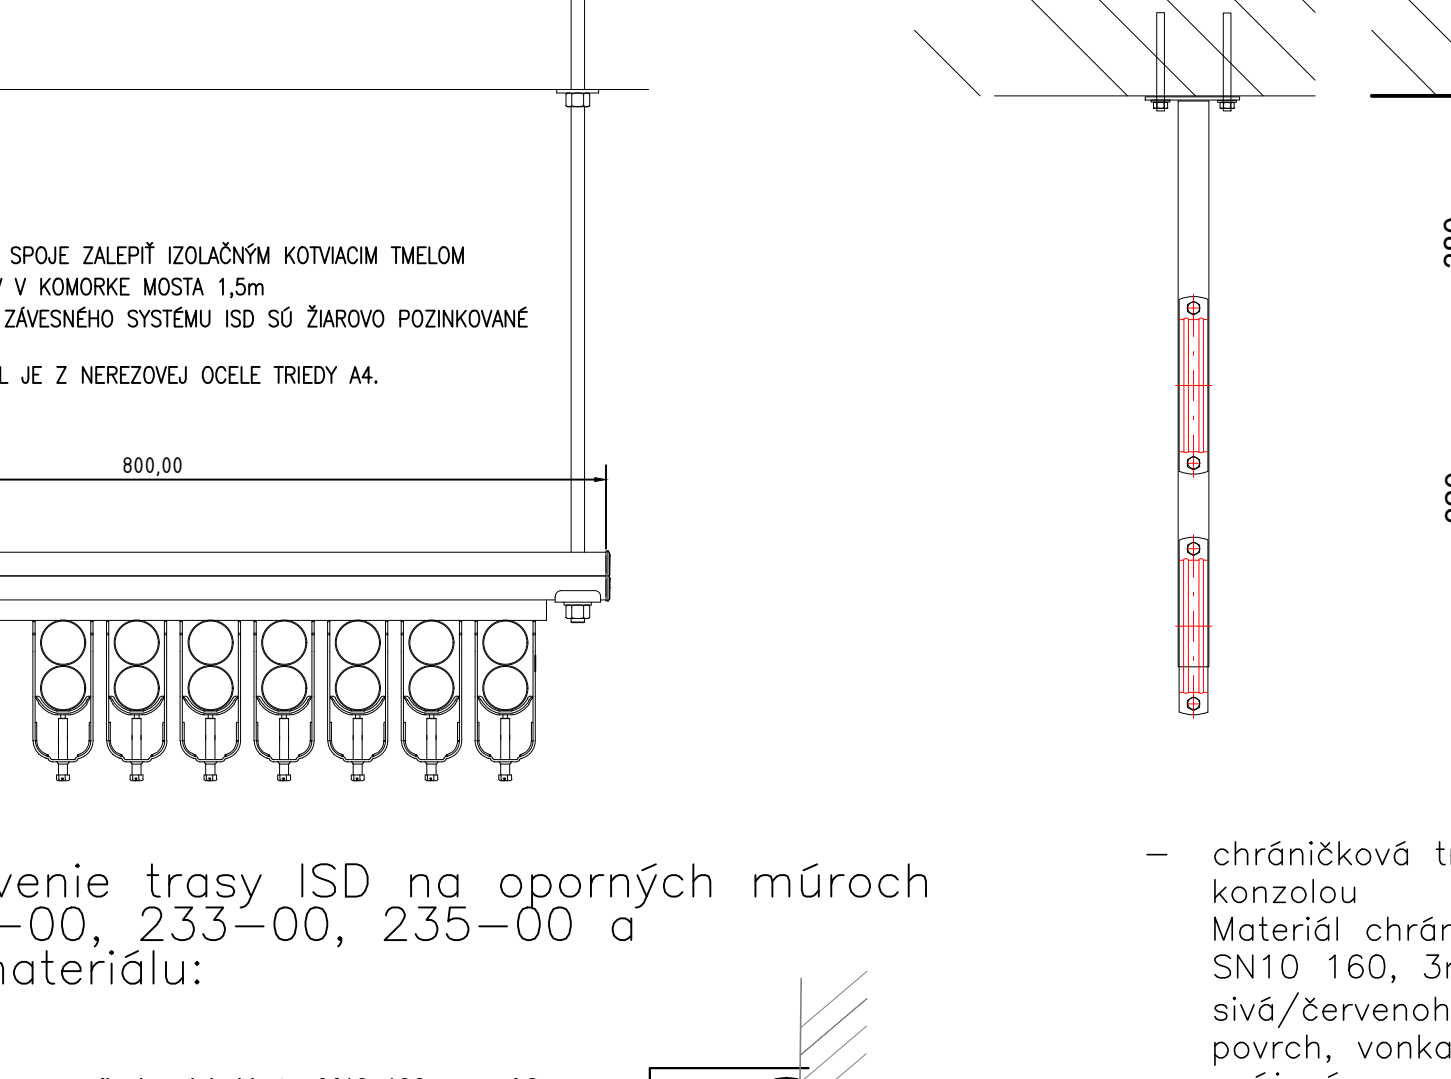 SPOJE ZALEPIŤ IZOLAČNÝM KOTVIACIM TMELOM
V KOMORKE MOSTA 1,5m
ZÁVESNÉHO SYSTÉMU ISD SÚ ŽIAROVO POZINKOVANÉ
JE Z NEREZOVEJ OCELE TRIEDY A4.
800,00
venie trasy ISD na oporných múroch
-00, 233-00, 235-00 a
materiálu:
– chráničková
konzolou
Materiál chrán
SN10 160,
sivá/červenoh
povrch, vonka